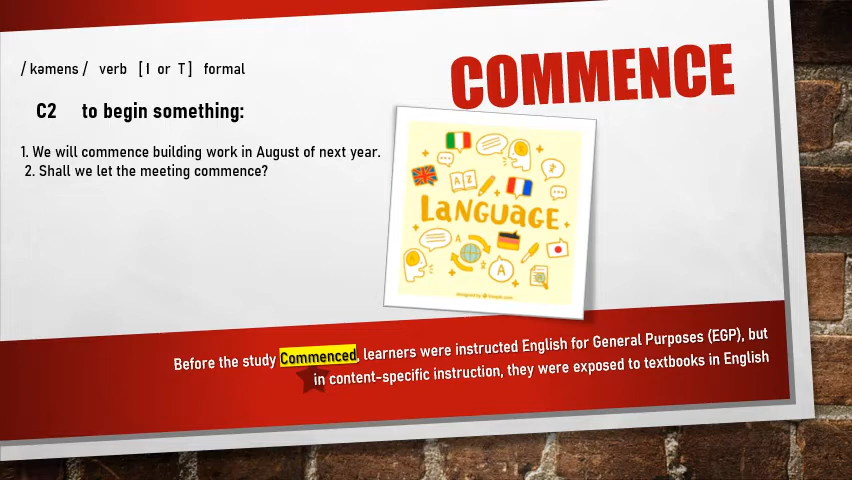 COMMENCE
/ kəmens /   verb   [ I  or  T ]   formal
C2   to begin something:
1. We will commence building work in August of next year.
2. Shall we let the meeting commence?
A Z
LANGUAGE
A
A
Before the study Commenced, learners were instructed English for General Purposes (EGP), but
in content-specific instruction, they were exposed to textbooks in English